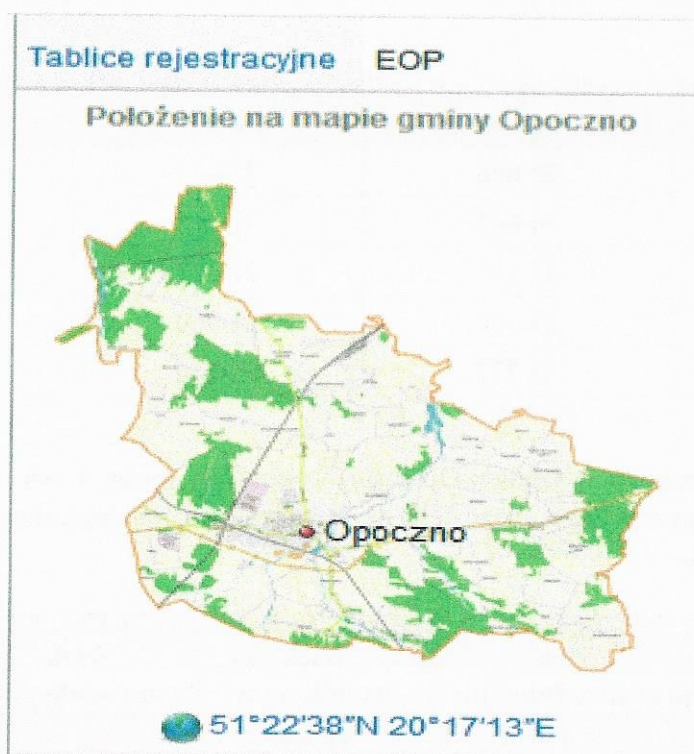 Tablice rejestracyjne EOP
Położenie na mapie gminy Opoczno
Opoczno
51°22'38"N 20°17'13"E